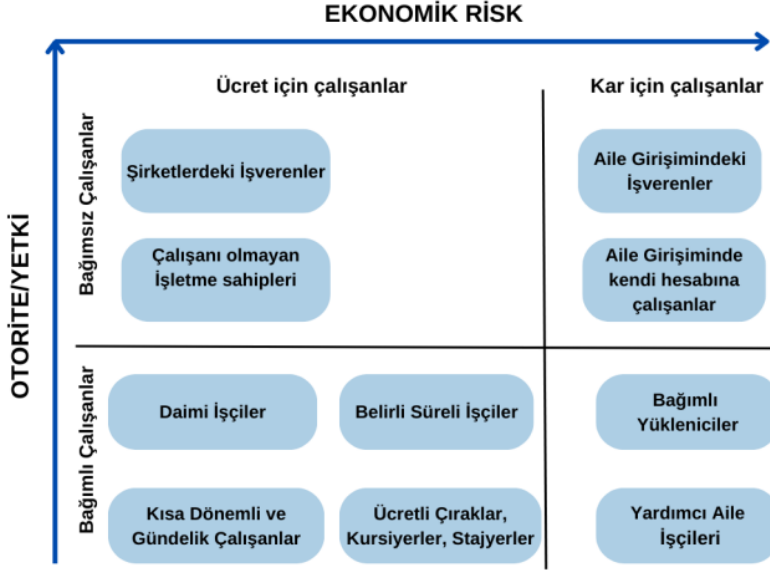 EKONOMİK RİSK
Ücret için çalışanlar
Kar için çalışanlar
OTORİTE/YETKİ
Bağımsız Çalışanlar
Şirketlerdeki İşverenler
Aile Girişimindeki
İşverenler
Çalışanı olmayan
İşletme sahipleri
Aile Girişiminde
kendi hesabına
çalışanlar
Bağımlı Çalışanlar
Daimi İşçiler
Belirli Süreli İşçiler
Bağımlı
Yükleniciler
Kısa Dönemli ve
Gündelik Çalışanlar
Ücretli Çıraklar,
Kursiyerler, Stajyerler
Yardımcı Aile
İşçileri